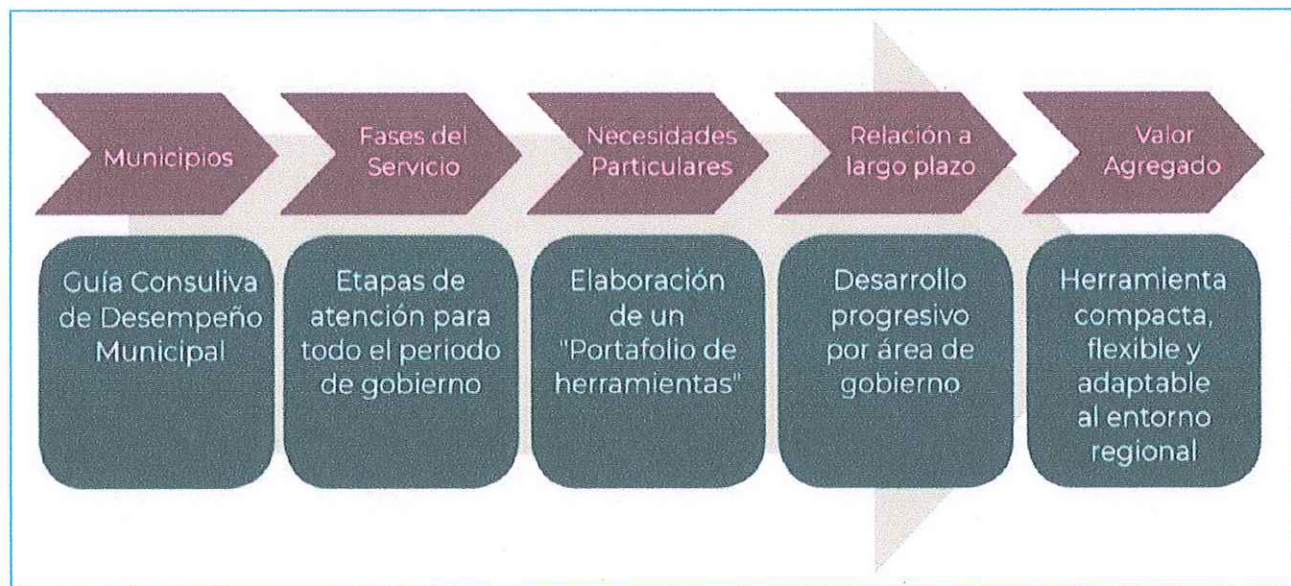 Municipios
Fases del
Servicio
Necesidades
Particulares
Relación a
largo plazo
Valor
Agregado
Guía Consuliva
de Desempeño
Municipal
Etapas de
atención para
todo el periodo
de gobierno
Elaboración
de un
"Portafolio de
herramientas"
Desarrollo
progresivo
por área de
gobierno
Herramienta
compacta,
flexible y
adaptable
al entorno
regional